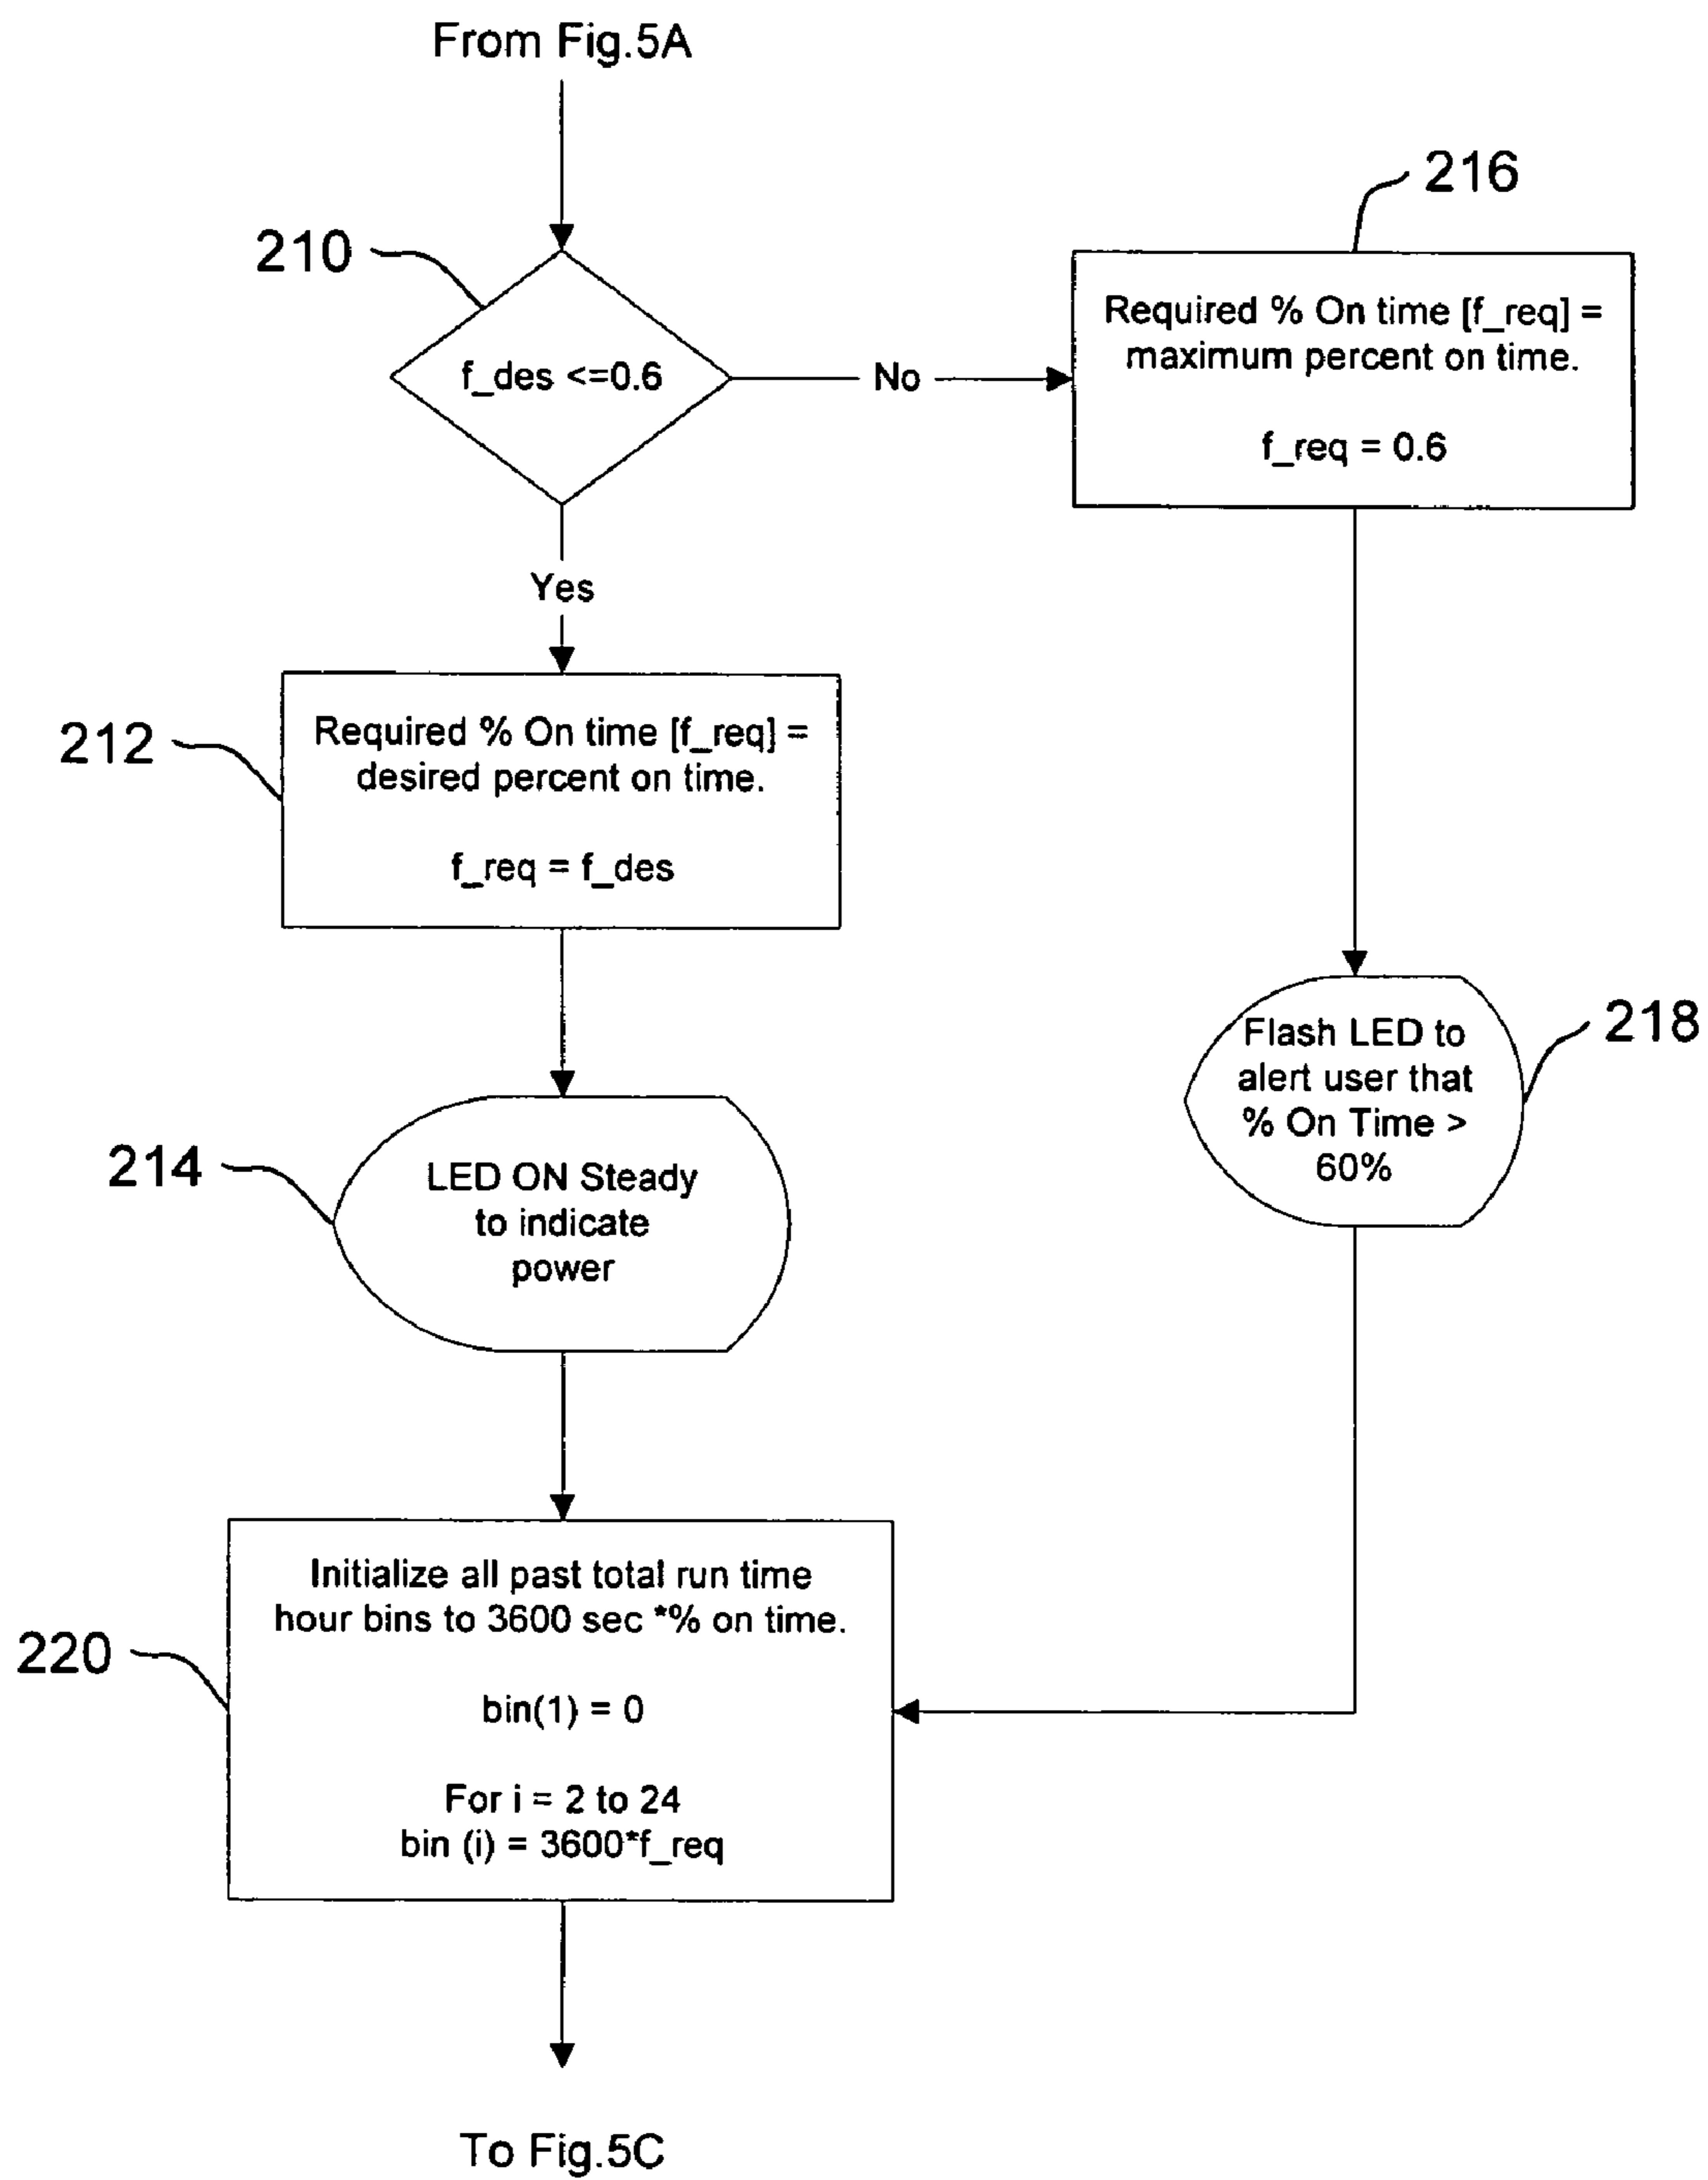 From Fig.5A
210
f_des <=0.6
No
216
Required % On time [f_req] =
maximum percent on time.
f_req = 0.6
Yes
212
Required % On time [f_req] =
desired percent on time.
f_req = f_des
218
Flash LED to
alert user that
% On Time >
60%
214
LED ON Steady
to indicate
power
220
Initialize all past total run time
hour bins to 3600 sec *% on time.
bin(1) = 0
For i = 2 to 24
bin (i) = 3600*f_req
To Fig.5C